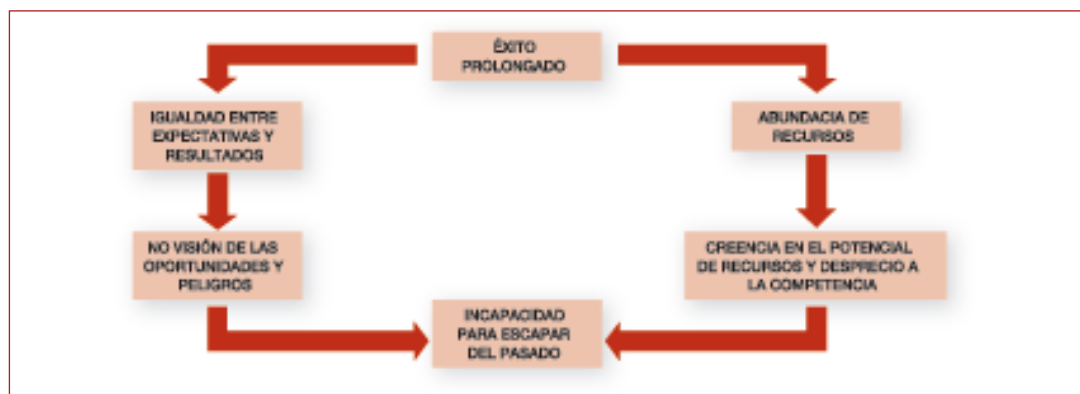 ÉXITO
PROLONGADO
IGUALDAD ENTRE
EXPECTATIVAS Y
RESULTADOS
ABUNDACIA DE
RECURSOS
NO VISIÓN DE LAS
OPORTUNIDADES Y
PELIGROS
CREENCIA EN EL POTENCIAL
DE RECURSOS Y DESPRECIO A
LA COMPETENCIA
INCAPACIDAD
PARA ESCAPAR
DEL PASADO